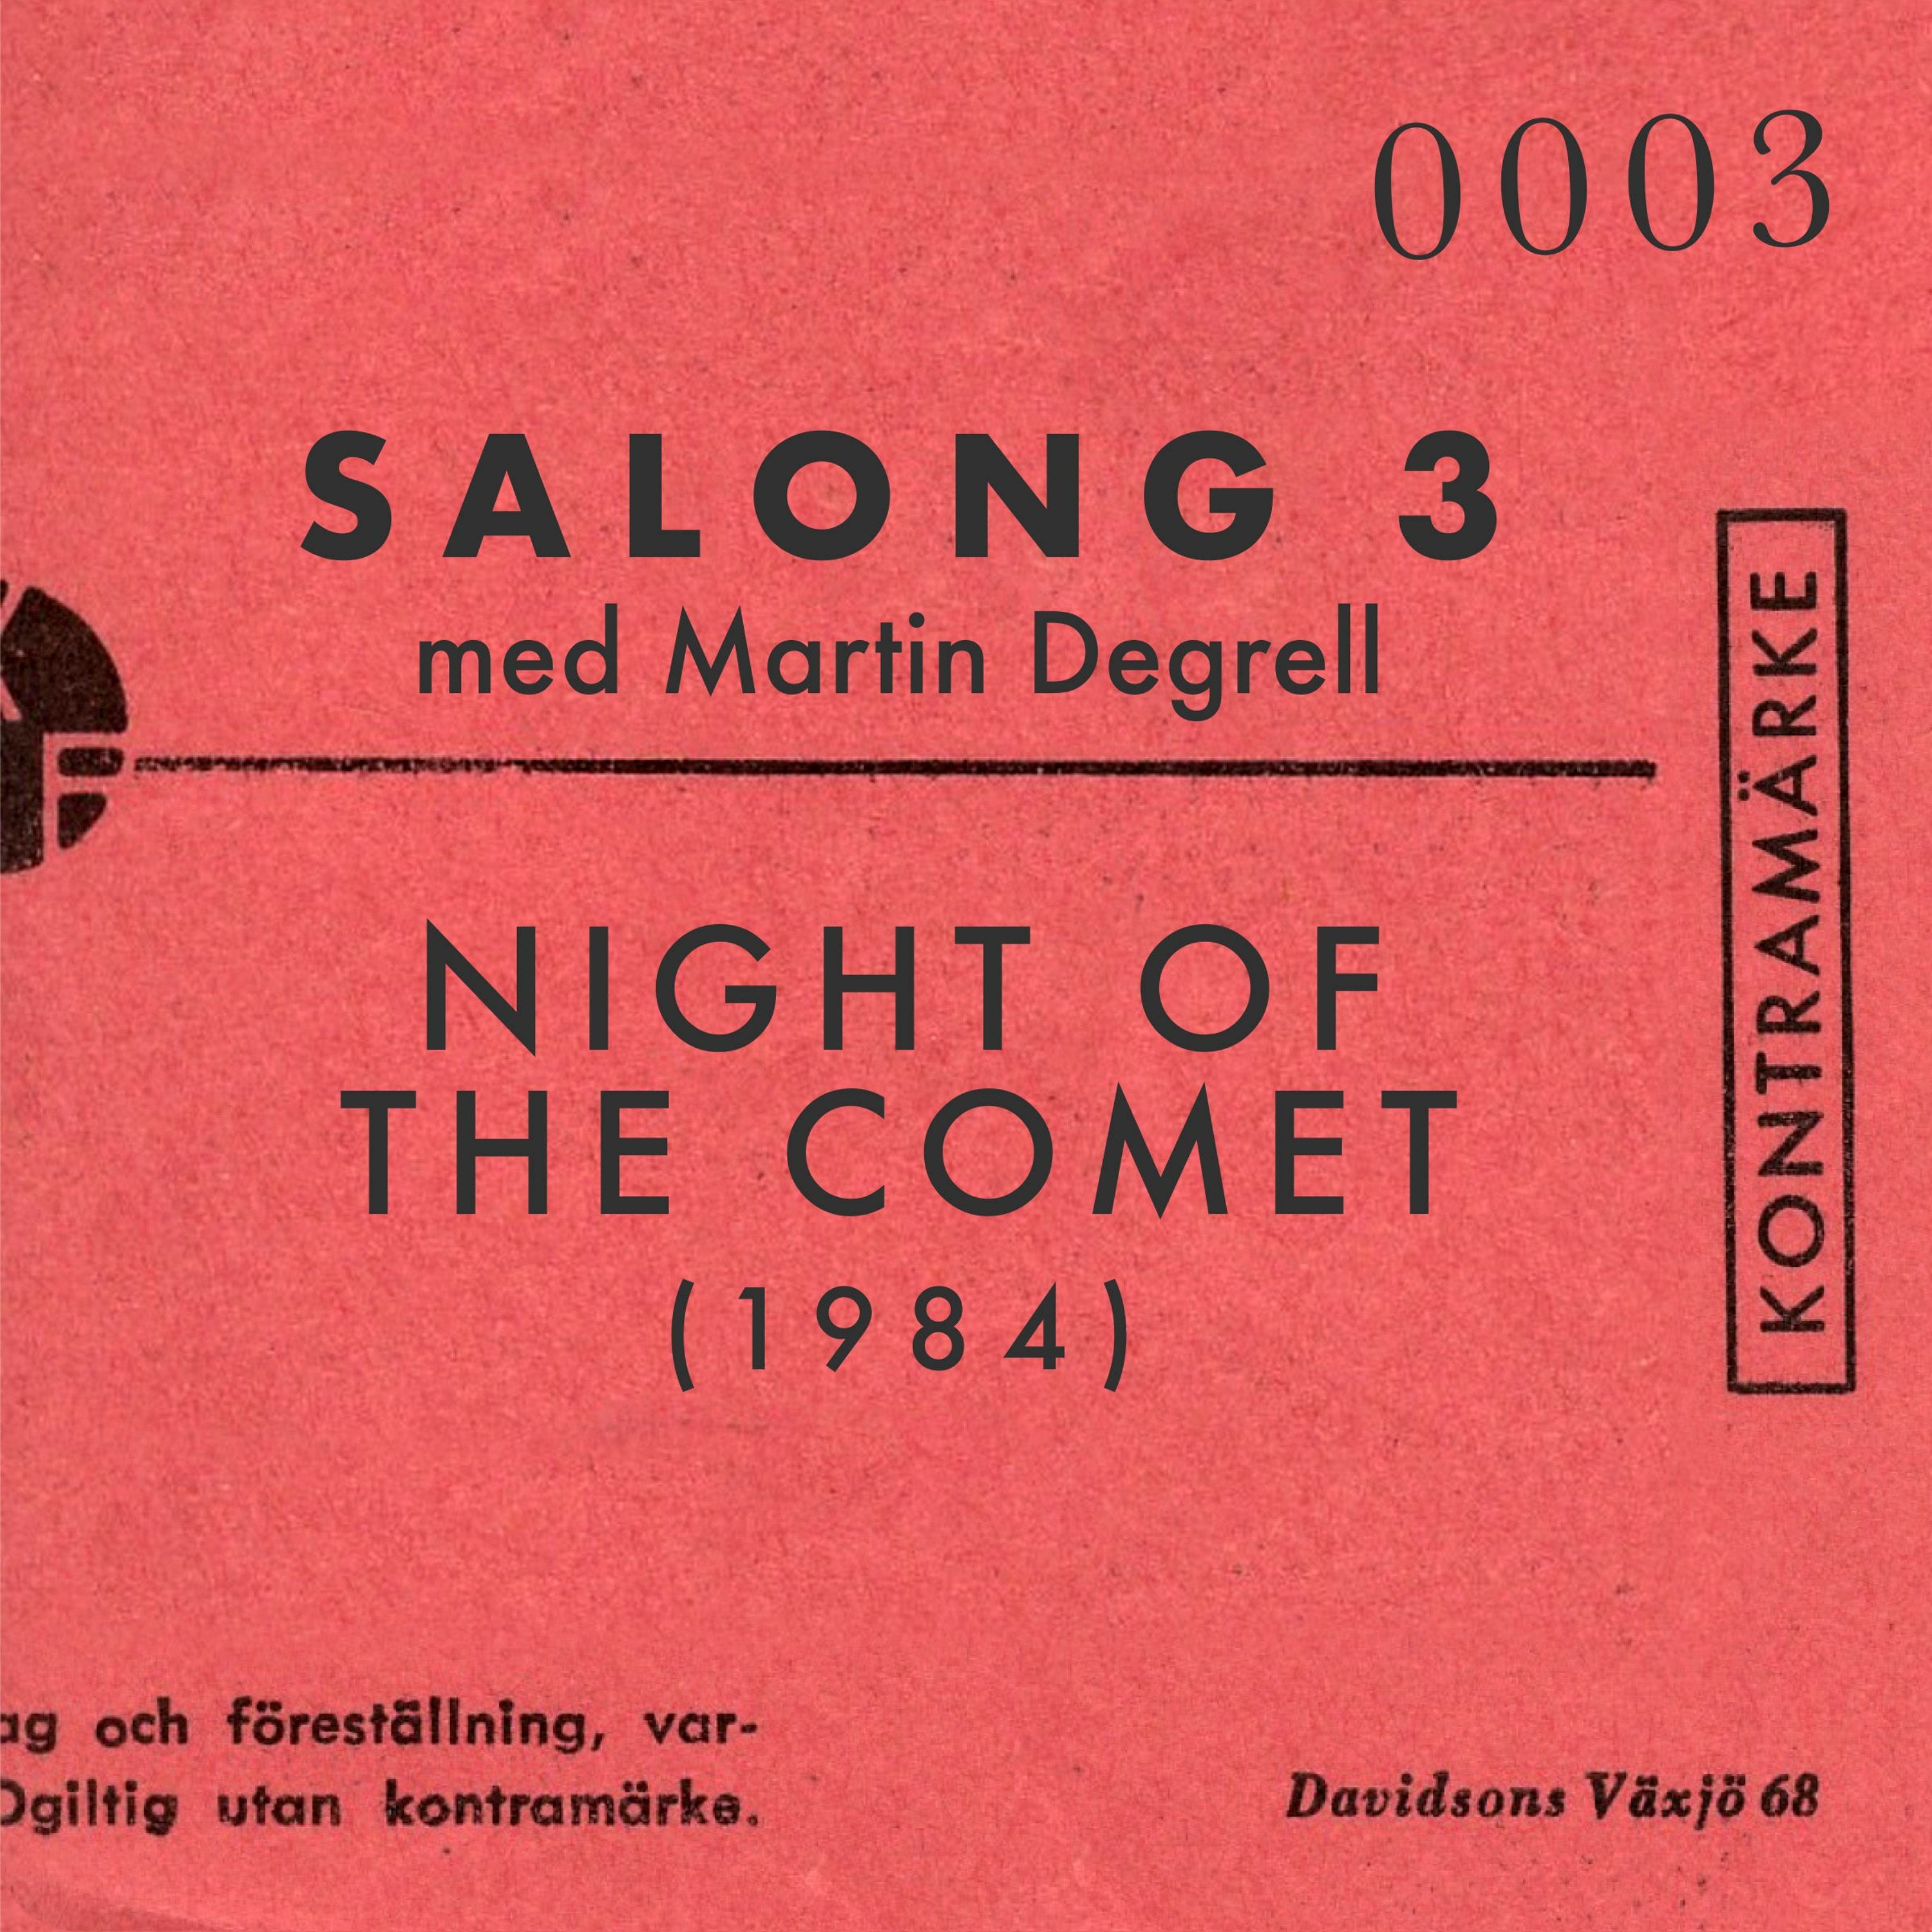 0003
SALONG 3
med Martin Degrell
NIGHT OF
THE COMET
(1984)
KONTRAMÄRKE
och föreställning, var-
Ogiltig utan kontramärke.
Davidsons Växjö 68